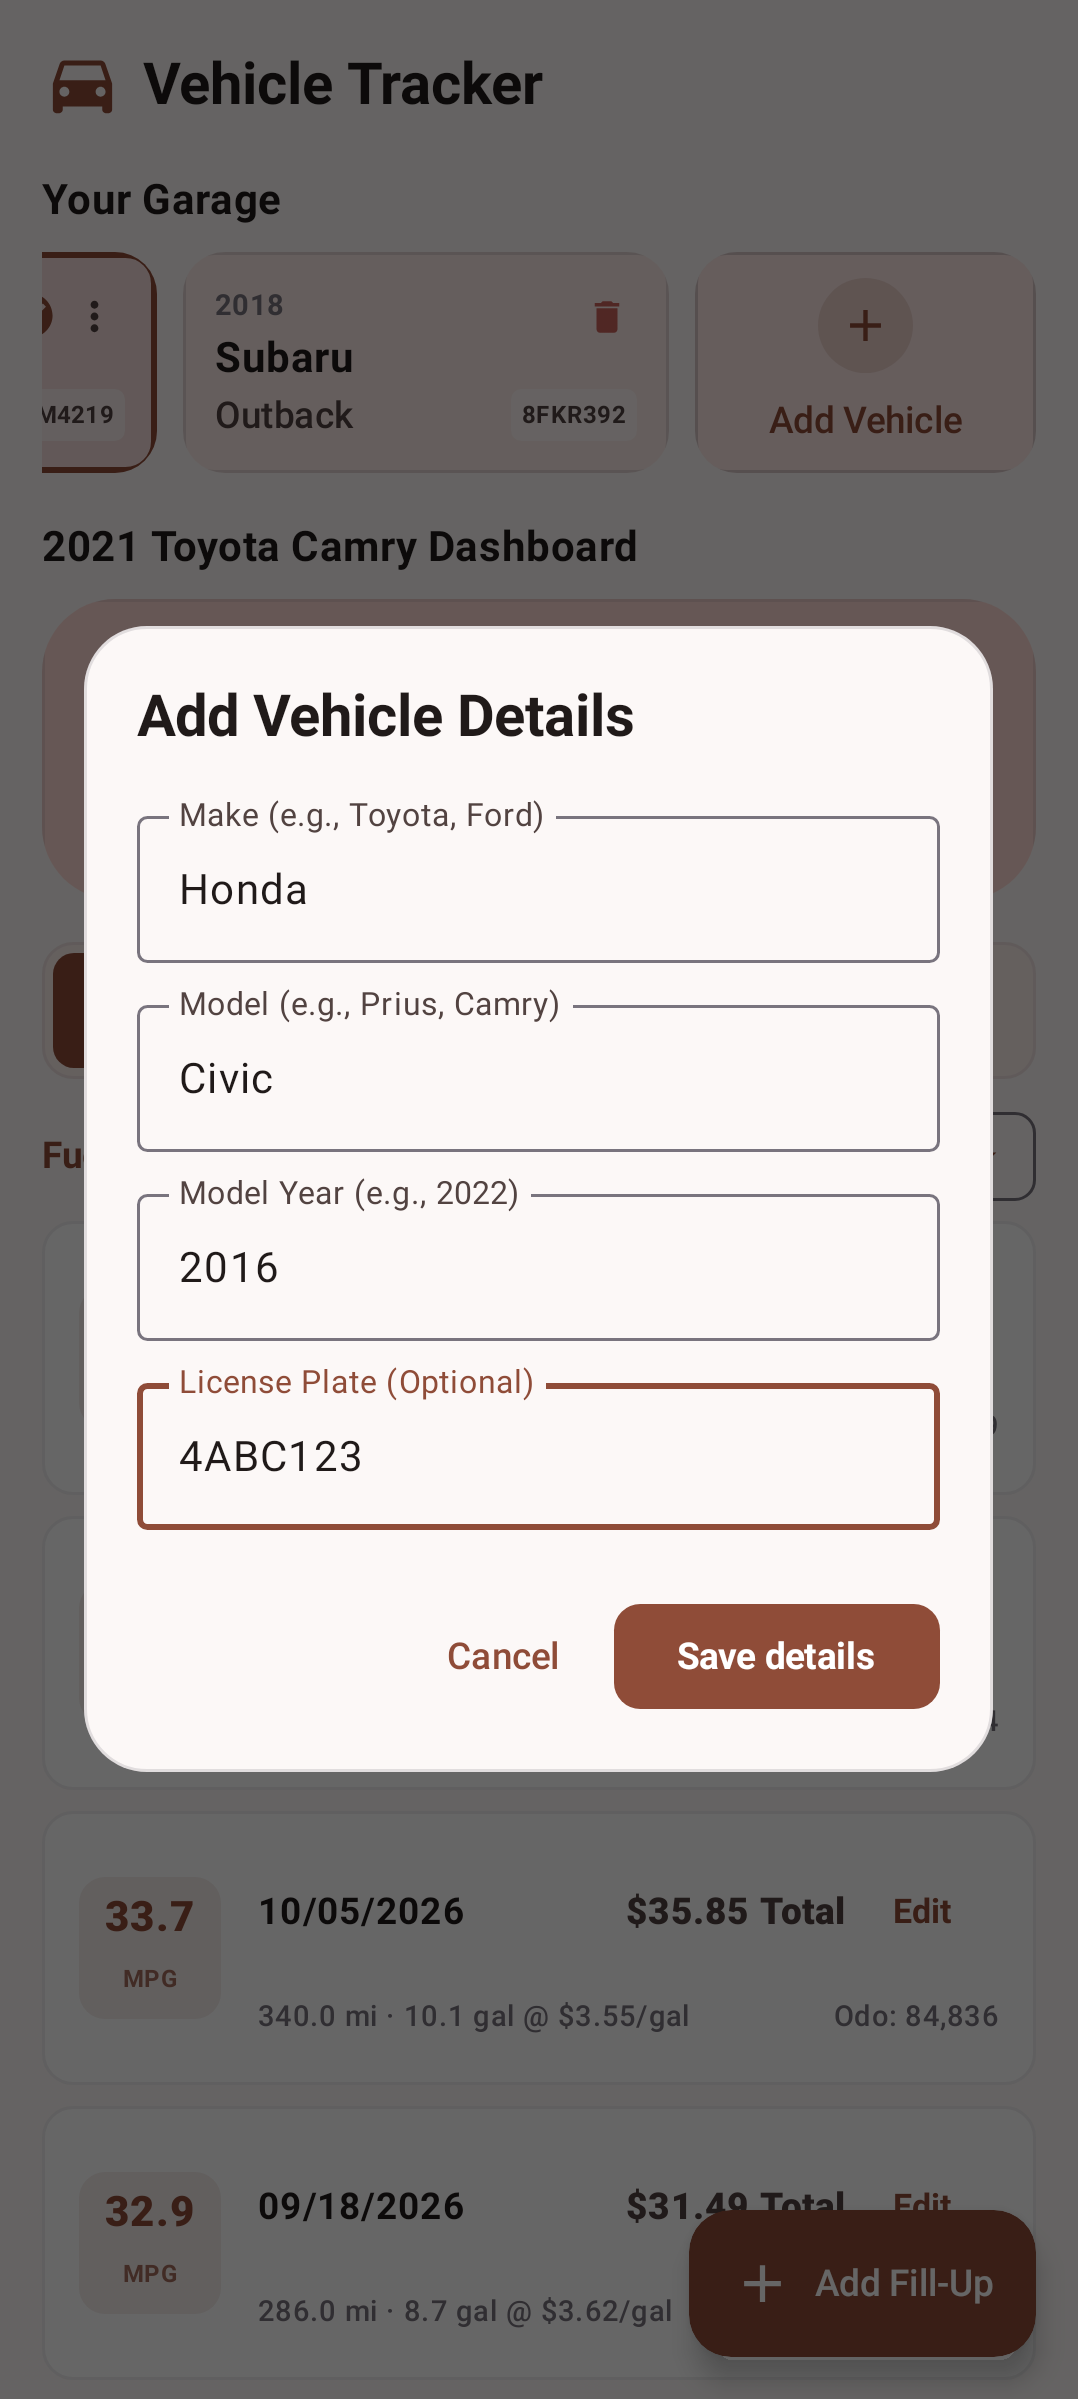 Vehicle Tracker
Your Garage
M4219
2018
Subaru
Outback
8FKR392
Add Vehicle
2021 Toyota Camry Dashboard
Add Vehicle Details
Make (e.g., Toyota, Ford)
Honda
Model (e.g., Prius, Camry)
Civic
Model Year (e.g., 2022)
2016
License Plate (Optional)
4ABC123
Cancel
Save details
33.7
MPG
10/05/2026
$35.85 Total
Edit
340.0 mi · 10.1 gal @ $3.55/gal
Odo: 84,836
32.9
MPG
09/18/2026
$31.49 Total
Edit
286.0 mi · 8.7 gal @ $3.62/gal
Add Fill-Up